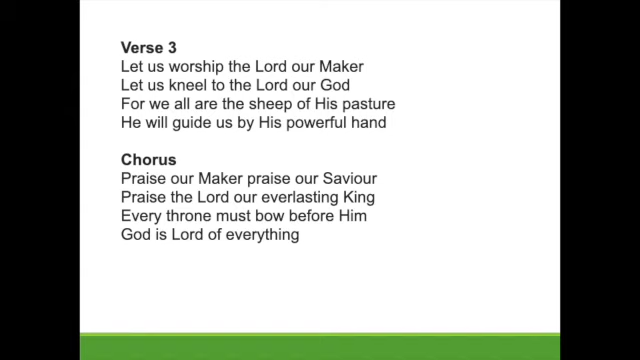 Verse 3
Let us worship the Lord our Maker
Let us kneel to the Lord our God
For we all are the sheep of His pasture
He will guide us by His powerful hand
Chorus
Praise our Maker praise our Saviour
Praise the Lord our everlasting King
Every throne must bow before Him
God is Lord of everything